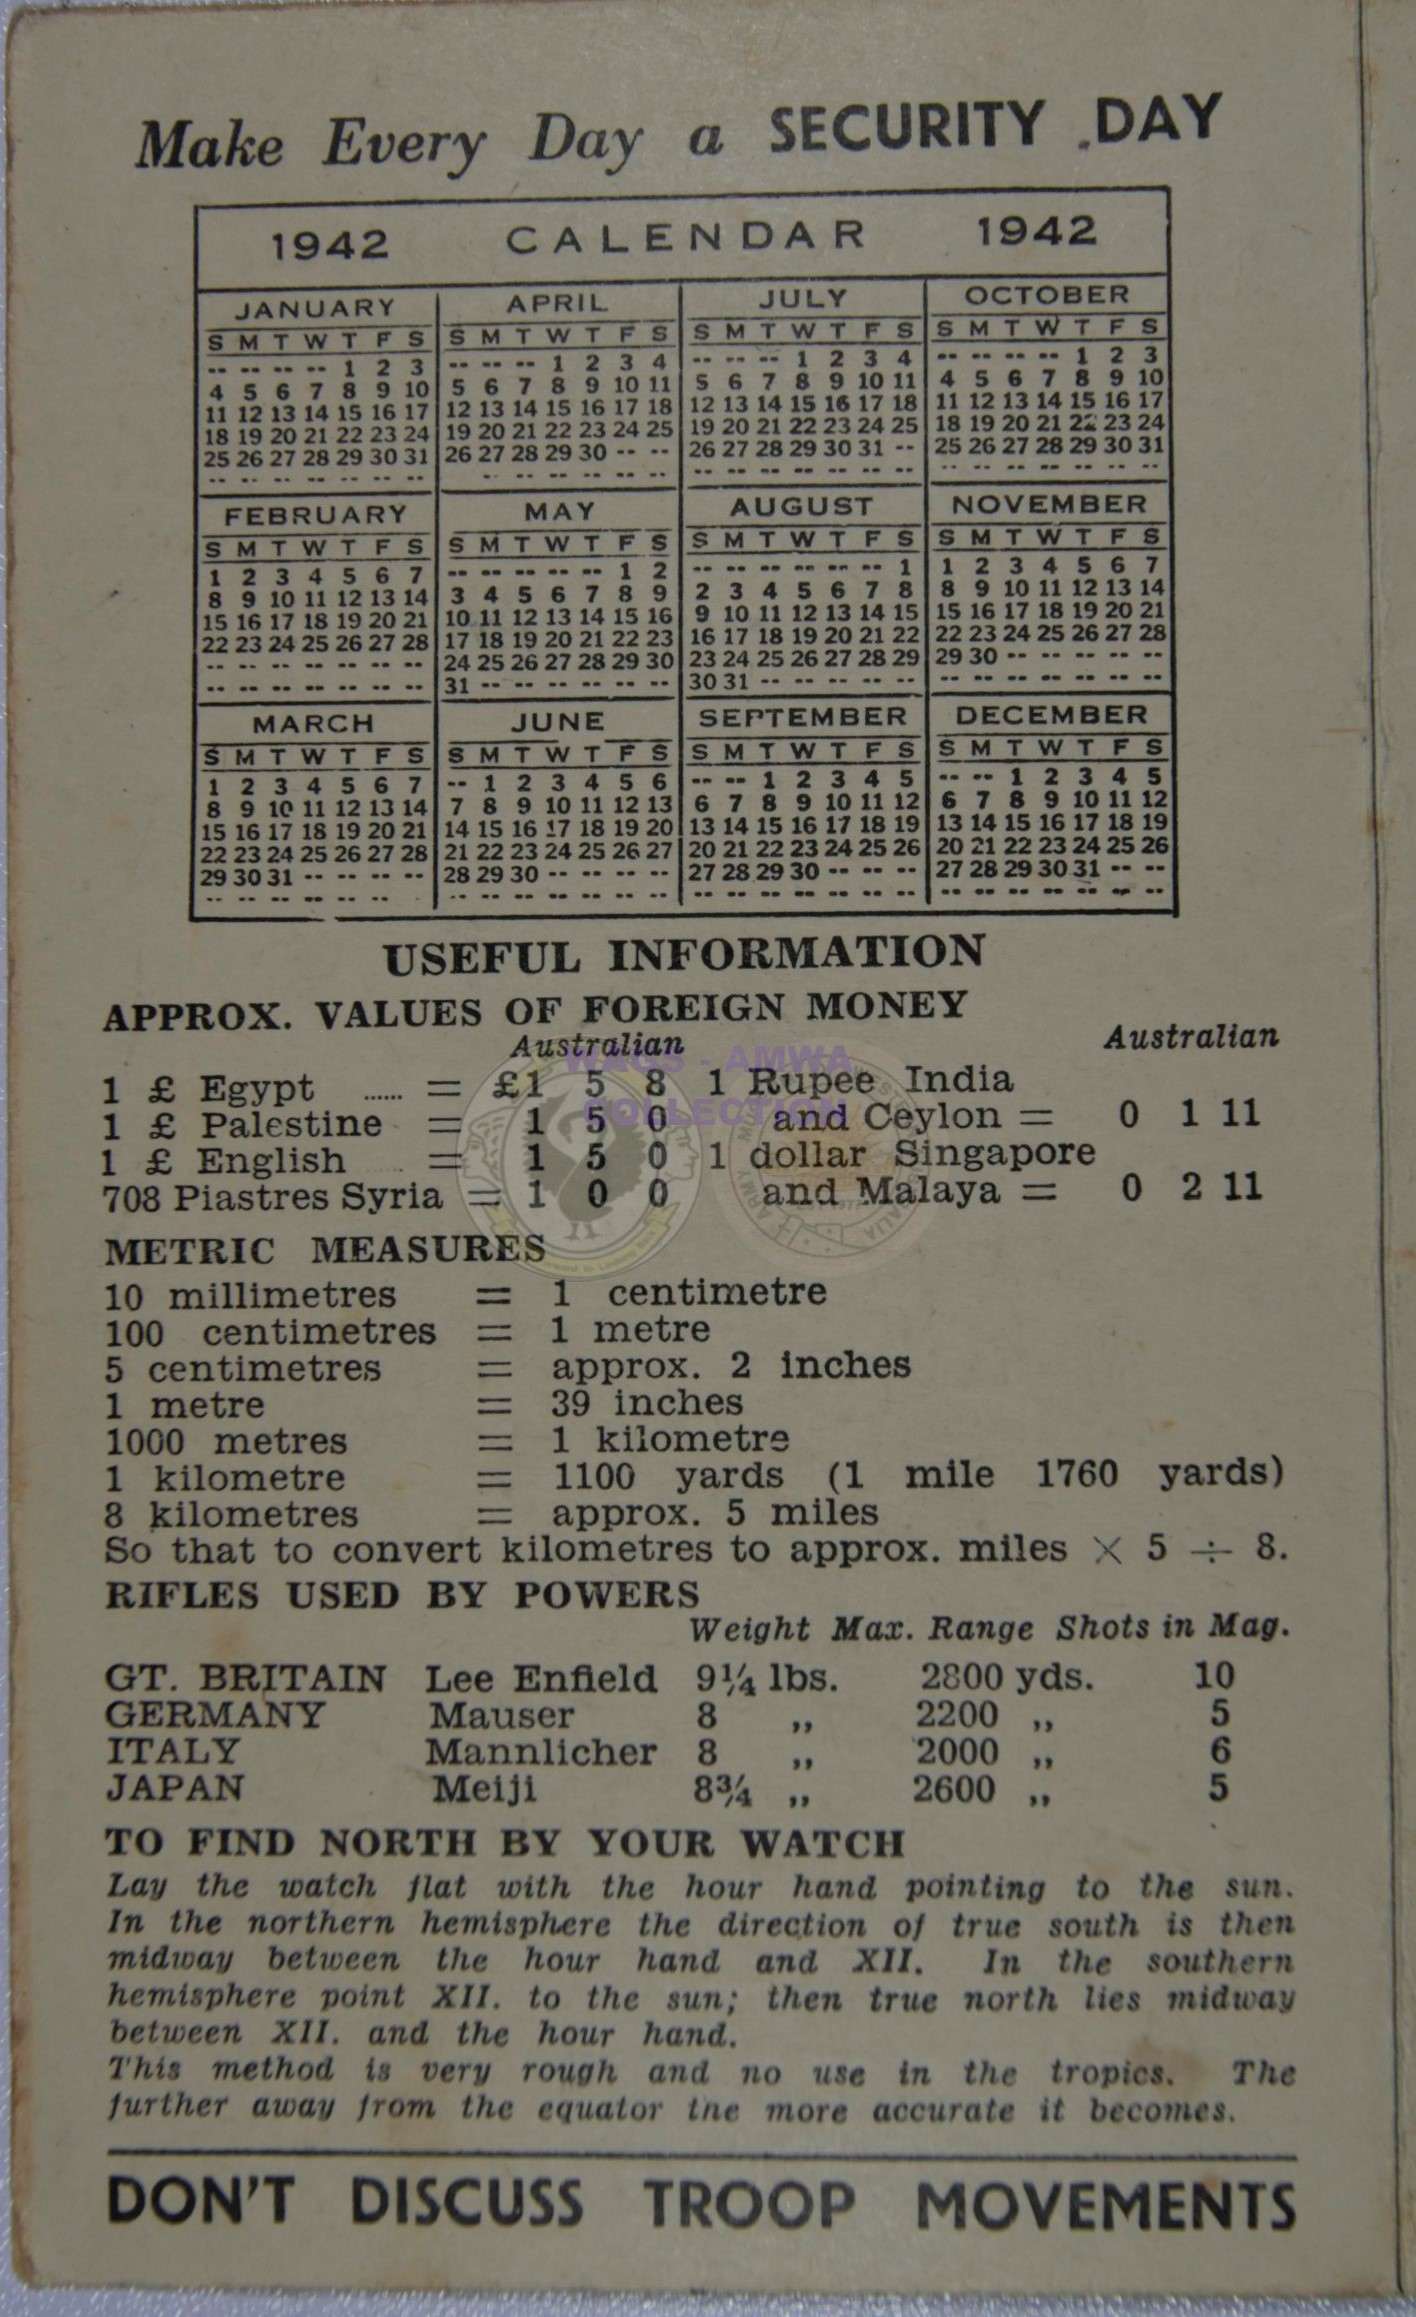 Make Every Day a SECURITY DAY
1942 CALENDAR 1942
JANUARY APRIL JULY OCTOBER
S M T W T F S S M T W T F S S M T W T F S S M T W T F S
-- -- -- -- 1 2 3 -- -- -- 1 2 3 4 -- -- -- 1 2 3 4 -- -- -- -- 1 2 3
4 5 6 7 8 9 10 5 6 7 8 9 10 11 5 6 7 8 9 10 11 4 5 6 7 8 9 10
11 12 13 14 15 16 17 12 13 14 15 16 17 18 12 13 14 15 16 17 18 11 12 13 14 15 16 17
18 19 20 21 22 23 24 19 20 21 22 23 24 25 19 20 21 22 23 24 25 18 19 20 21 22 23 24
25 26 27 28 29 30 31 26 27 28 29 30 -- -- 26 27 28 29 30 31 -- 25 26 27 28 29 30 31
-- -- -- -- -- -- -- -- -- -- -- -- -- -- -- -- -- -- -- -- -- -- -- -- -- -- --
FEBRUARY MAY AUGUST NOVEMBER
S M T W T F S S M T W T F S S M T W T F S S M T W T F S
1 2 3 4 5 6 7 -- -- -- -- -- 1 2 -- -- -- -- -- -- 1 1 2 3 4 5 6 7
8 9 10 11 12 13 14 3 4 5 6 7 8 9 2 3 4 5 6 7 8 8 9 10 11 12 13 14
15 16 17 18 19 20 21 10 11 12 13 14 15 16 9 10 11 12 13 14 15 15 16 17 18 19 20 21
22 23 24 25 26 27 28 17 18 19 20 21 22 23 16 17 18 19 20 21 22 22 23 24 25 26 27 28
-- -- -- -- -- -- -- 24 25 26 27 28 29 30 23 24 25 26 27 28 29 29 30 -- -- -- -- --
-- -- -- -- -- -- -- 31 -- -- -- -- -- -- 30 31 -- -- -- -- -- -- -- -- -- -- -- --
MARCH JUNE SEPTEMBER DECEMBER
S M T W T F S S M T W T F S S M T W T F S S M T W T F S
1 2 3 4 5 6 7 -- 1 2 3 4 5 6 -- -- 1 2 3 4 5 -- -- 1 2 3 4 5
8 9 10 11 12 13 14 7 8 9 10 11 12 13 6 7 8 9 10 11 12 6 7 8 9 10 11 12
15 16 17 18 19 20 21 14 15 16 17 18 19 20 13 14 15 16 17 18 19 13 14 15 16 17 18 19
22 23 24 25 26 27 28 21 22 23 24 25 26 27 20 21 22 23 24 25 26 20 21 22 23 24 25 26
29 30 31 -- -- -- -- 28 29 30 -- -- -- -- 27 28 29 30 -- -- -- 27 28 29 30 31 -- --
-- -- -- -- -- -- -- -- -- -- -- -- -- -- -- -- -- -- -- -- -- -- -- -- -- -- --
USEFUL INFORMATION
APPROX. VALUES OF FOREIGN MONEY
Australian Australian
WAGS - AMWA
COLLECTION
1 £ Egypt ...... = £1 5 8 1 Rupee India
1 £ Palestine = 1 5 0 and Ceylon = 0 1 11
1 £ English = 1 5 0 1 dollar Singapore
708 Piastres Syria = 1 0 0 and Malaya = 0 2 11
METRIC MEASURES
10 millimetres = 1 centimetre
100 centimetres = 1 metre
5 centimetres = approx. 2 inches
1 metre = 39 inches
1000 metres = 1 kilometre
1 kilometre = 1100 yards (1 mile 1760 yards)
8 kilometres = approx. 5 miles
So that to convert kilometres to approx. miles × 5 ÷ 8.
RIFLES USED BY POWERS
Weight Max. Range Shots in Mag.
GT. BRITAIN Lee Enfield 9¼ lbs. 2800 yds. 10
GERMANY Mauser 8 ,, 2200 ,, 5
ITALY Mannlicher 8 ,, 2000 ,, 6
JAPAN Meiji 8¾ ,, 2600 ,, 5
TO FIND NORTH BY YOUR WATCH
Lay the watch flat with the hour hand pointing to the sun.
In the northern hemisphere the direction of true south is then
midway between the hour hand and XII. In the southern
hemisphere point XII. to the sun; then true north lies midway
between XII. and the hour hand.
This method is very rough and no use in the tropics. The
further away from the equator the more accurate it becomes.
DON'T DISCUSS TROOP MOVEMENTS